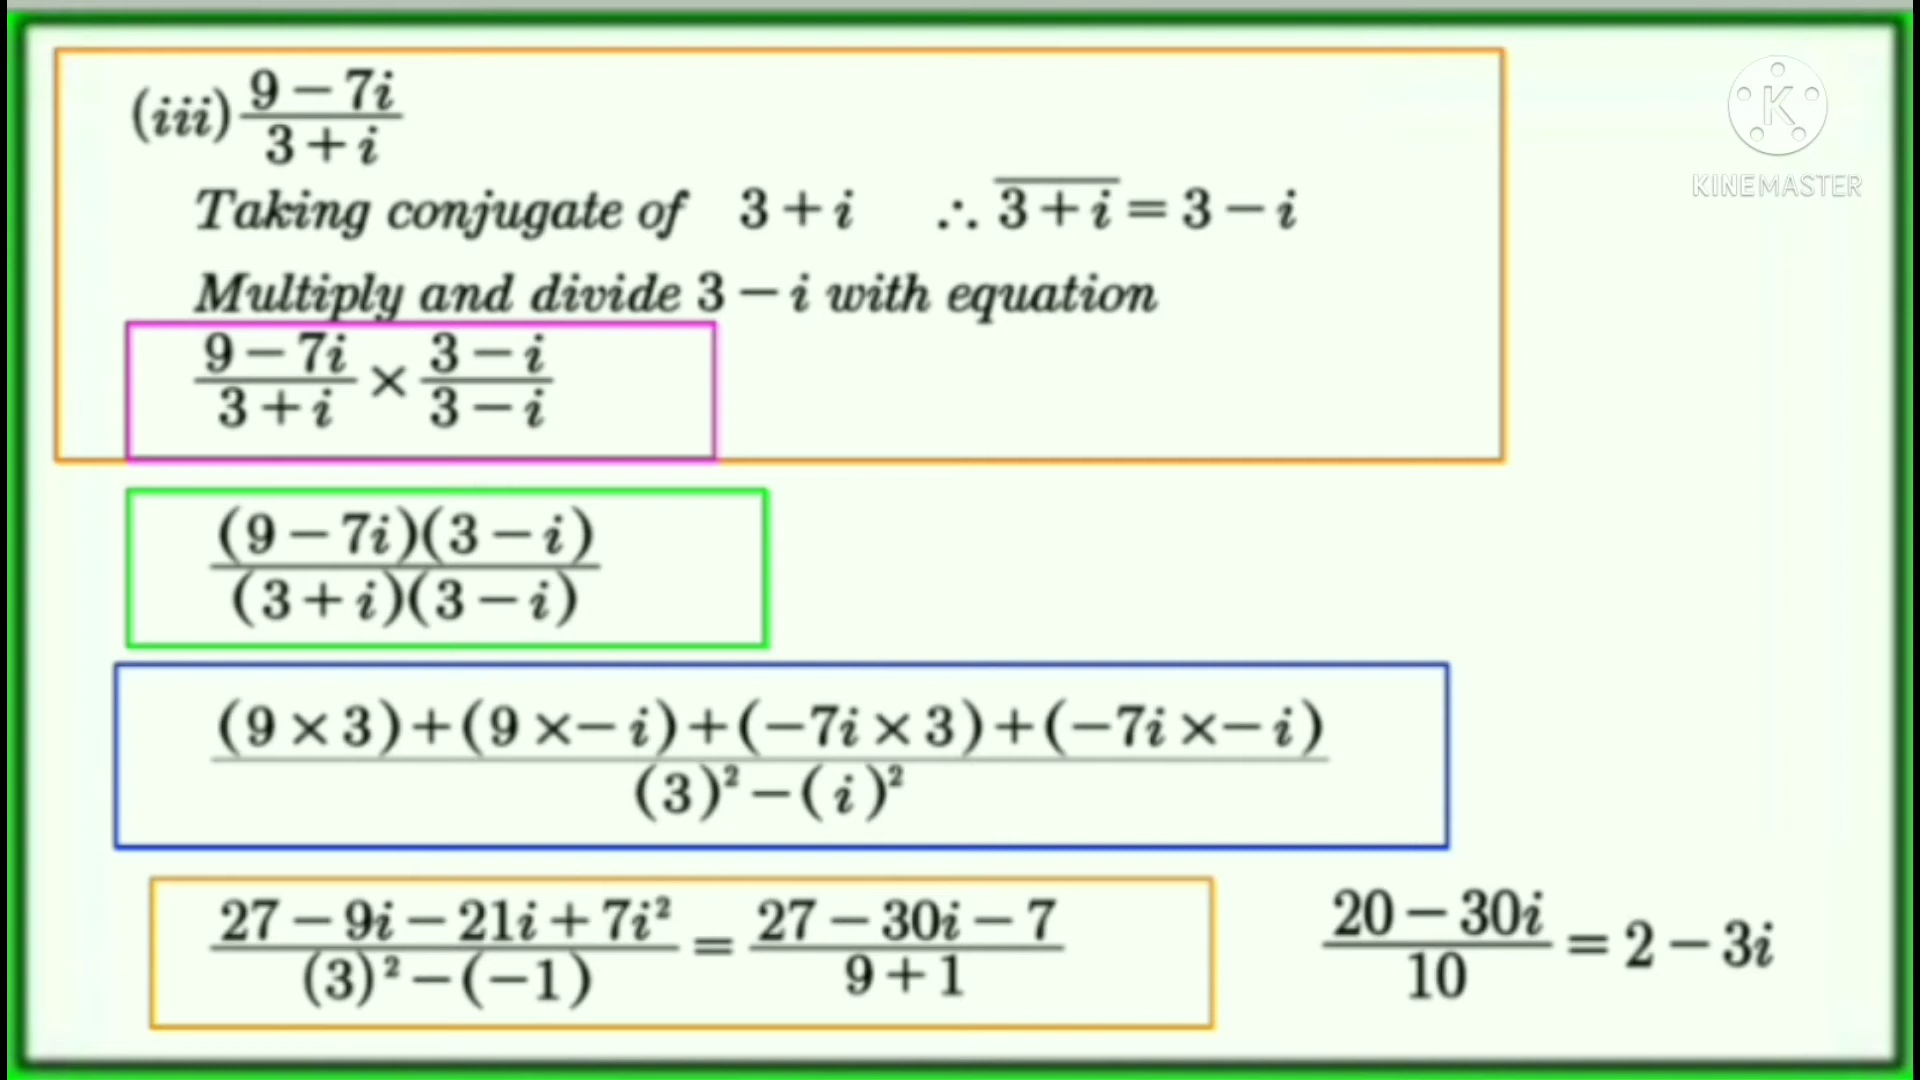 (iii) 9 − 7i / 3 + i
Taking conjugate of 3 + i ∴ \overline{3 + i} = 3 − i
Multiply and divide 3 − i with equation
9 − 7i / 3 + i × 3 − i / 3 − i
(9 − 7i)(3 − i) / (3 + i)(3 − i)
(9 × 3) + (9 ×− i) + (−7i × 3) + (−7i ×− i) / (3)² − (i)²
27 − 9i − 21i + 7i² / (3)² − (−1) = 27 − 30i − 7 / 9 + 1
20 − 30i / 10 = 2 − 3i
K
KINEMASTER